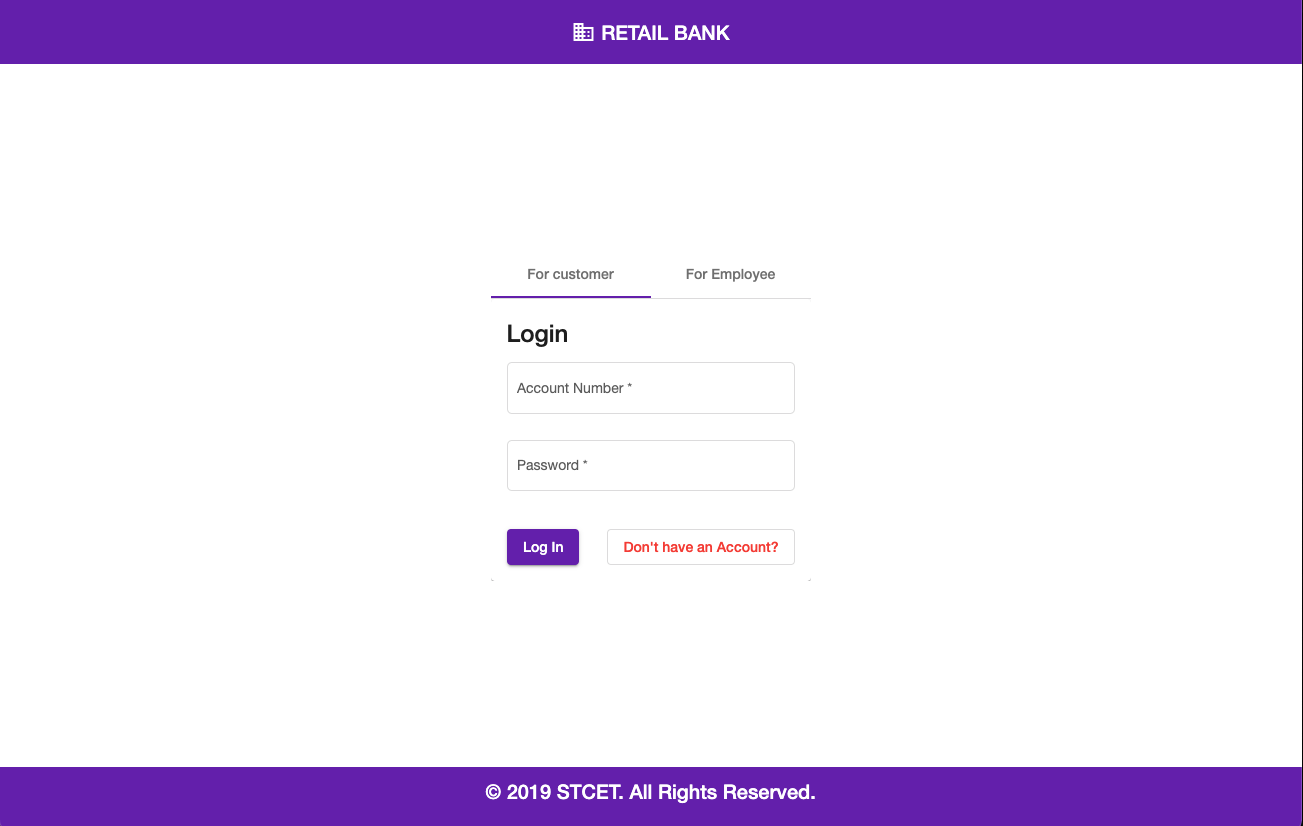 RETAIL BANK
For customer For Employee
Login
Account Number *
Password *
Log In Don't have an Account?
© 2019 STCET. All Rights Reserved.